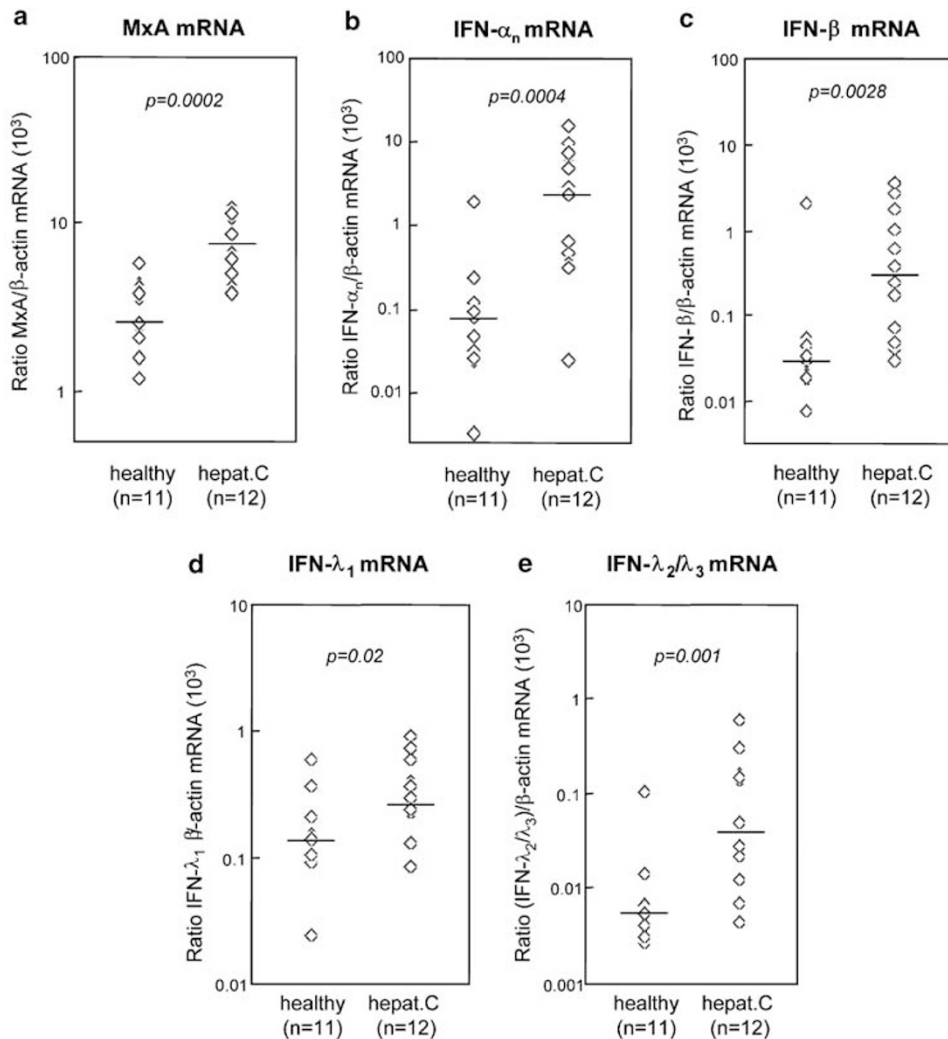 a
MxA mRNA
Ratio MxA/β-actin mRNA (10³)
100
10
1
p=0.0002
healthy
(n=11)
hepat.C
(n=12)
b
IFN-αₙ mRNA
Ratio IFN-αₙ/β-actin mRNA (10³)
100
10
1
0.1
0.01
p=0.0004
healthy
(n=11)
hepat.C
(n=12)
c
IFN-β mRNA
Ratio IFN-β/β-actin mRNA (10³)
100
10
1
0.1
0.01
p=0.0028
healthy
(n=11)
hepat.C
(n=12)
d
IFN-λ₁ mRNA
Ratio IFN-λ₁ β-actin mRNA (10³)
10
1
0.1
0.01
p=0.02
healthy
(n=11)
hepat.C
(n=12)
e
IFN-λ₂/λ₃ mRNA
Ratio (IFN-λ₂/λ₃)/β-actin mRNA (10³)
10
1
0.1
0.01
0.001
p=0.001
healthy
(n=11)
hepat.C
(n=12)